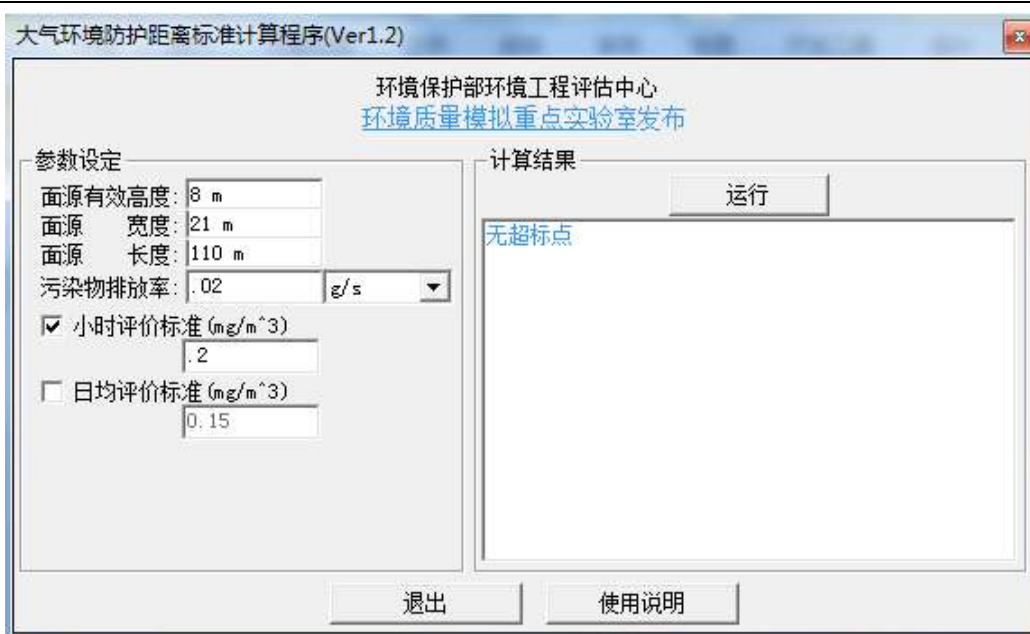 大气环境防护距离标准计算程序(Ver1.2)
环境保护部环境工程评估中心
环境质量模拟重点实验室发布
参数设定
面源有效高度: 8 m
面源 宽度: 21 m
面源 长度: 110 m
污染物排放率: .02 g/s
小时评价标准(mg/m^3)
.2
日均评价标准(mg/m^3)
0.15
计算结果
运行
无超标点
退出
使用说明